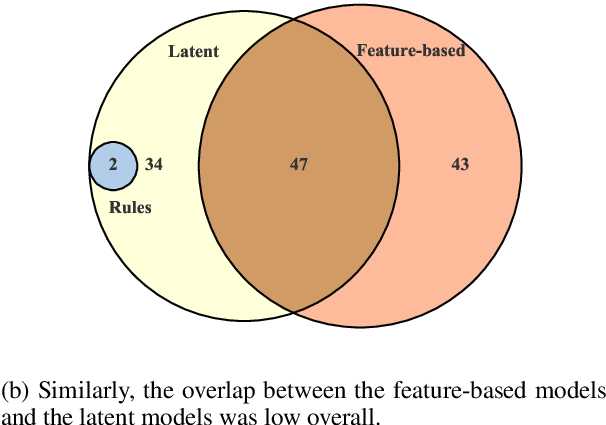 Latent
Feature-based
2
34
47
43
Rules
(b) Similarly, the overlap between the feature-based models
and the latent models was low overall.